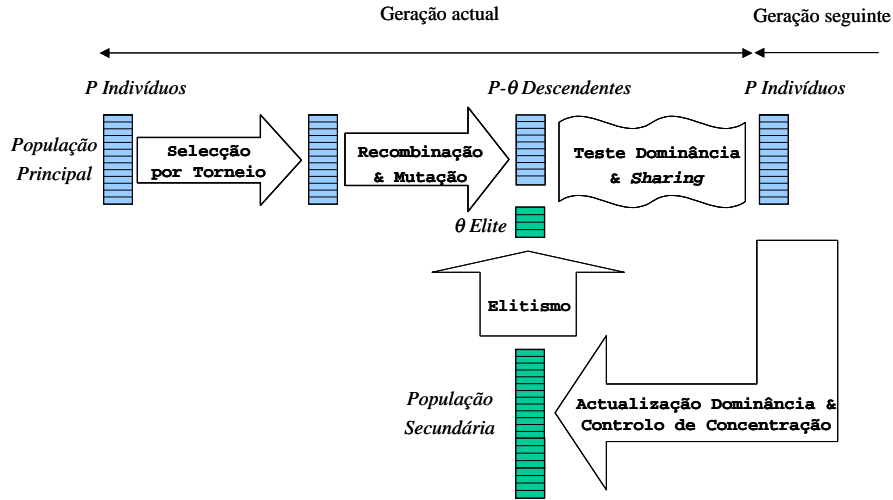 Geração actual
Geração seguinte
P Indivíduos
P-θ Descendentes
P Indivíduos
População
Principal
Selecção
por Torneio
Recombinação
& Mutação
Teste Dominância
& Sharing
θ Elite
Elitismo
População
Secundária
Actualização Dominância &
Controlo de Concentração